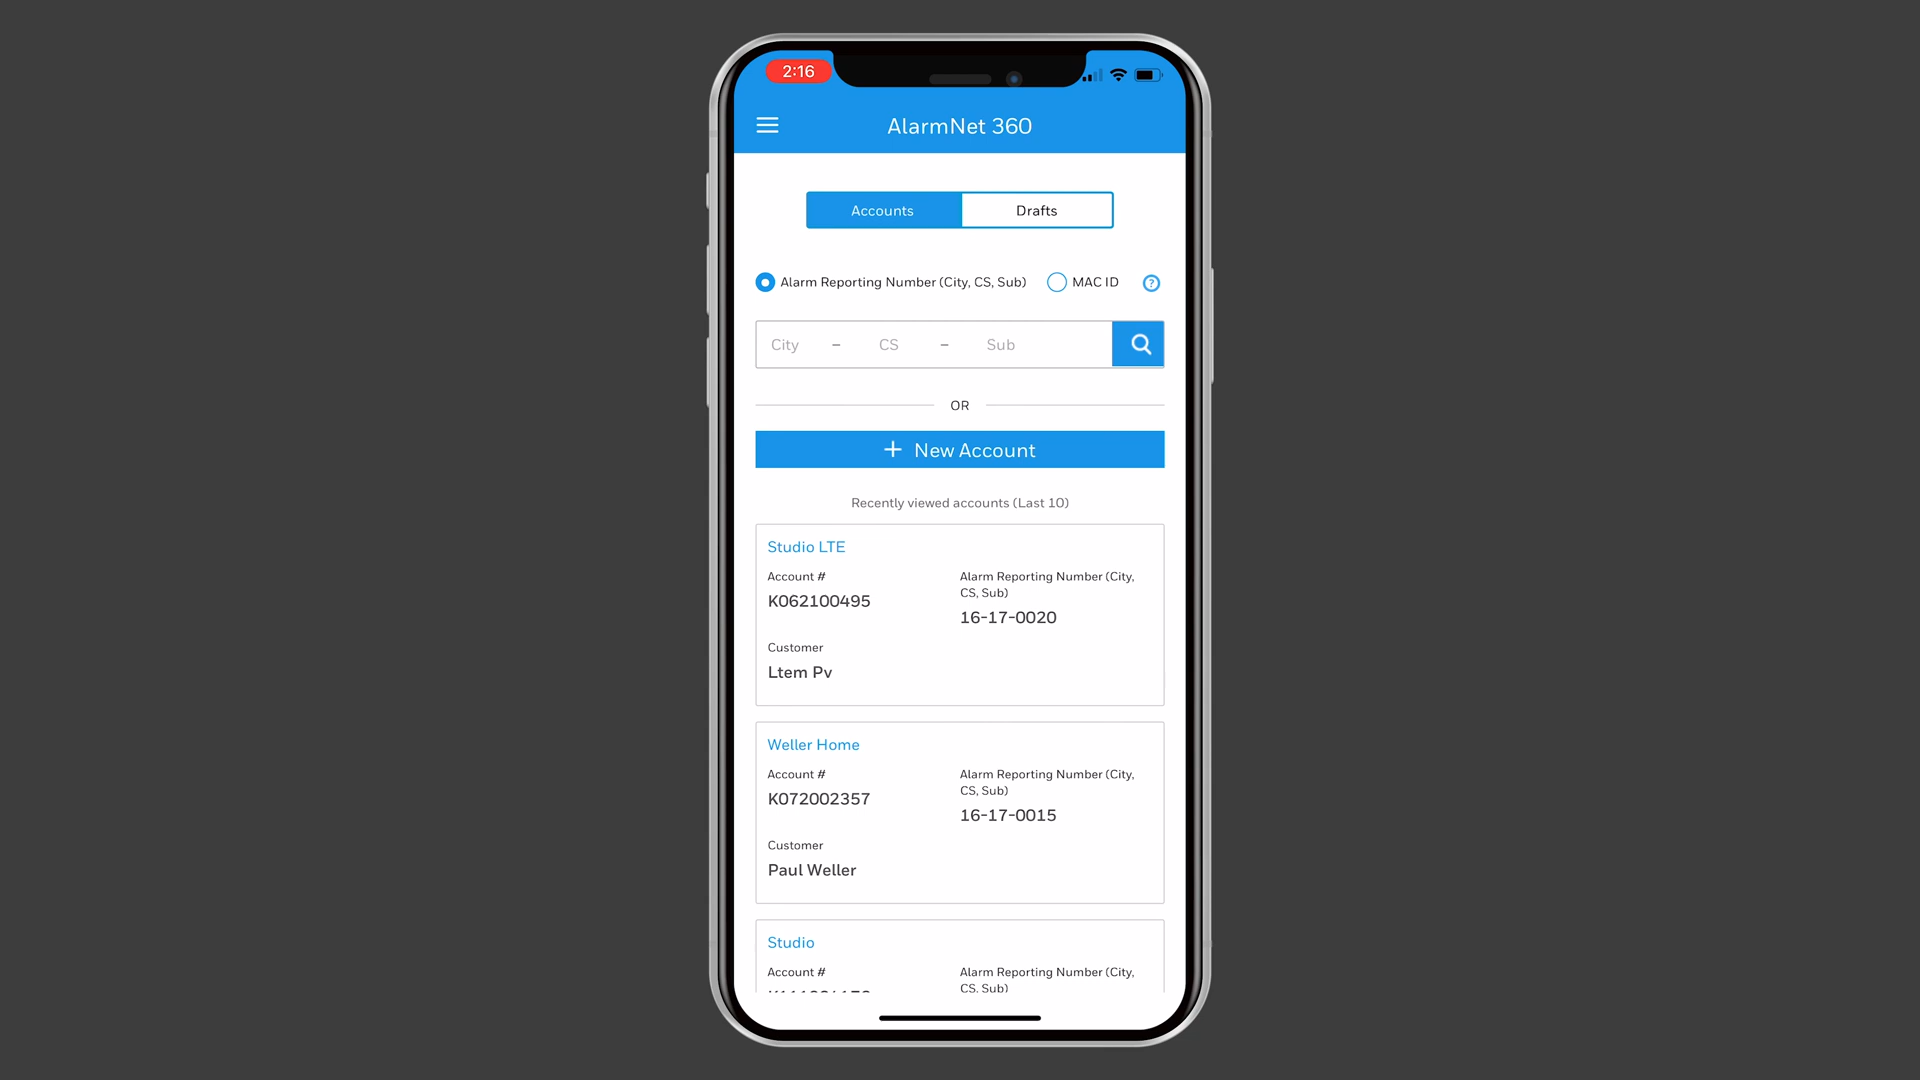 2:16
AlarmNet 360
Accounts
Drafts
Alarm Reporting Number (City, CS, Sub)
MAC ID
?
City - CS - Sub
OR
+ New Account
Recently viewed accounts (Last 10)
Studio LTE
Account #
K062100495
Alarm Reporting Number (City,
CS, Sub)
16-17-0020
Customer
Ltem Pv
Weller Home
Account #
K072002357
Alarm Reporting Number (City,
CS, Sub)
16-17-0015
Customer
Paul Weller
Studio
Account #
Alarm Reporting Number (City,
CS, Sub)